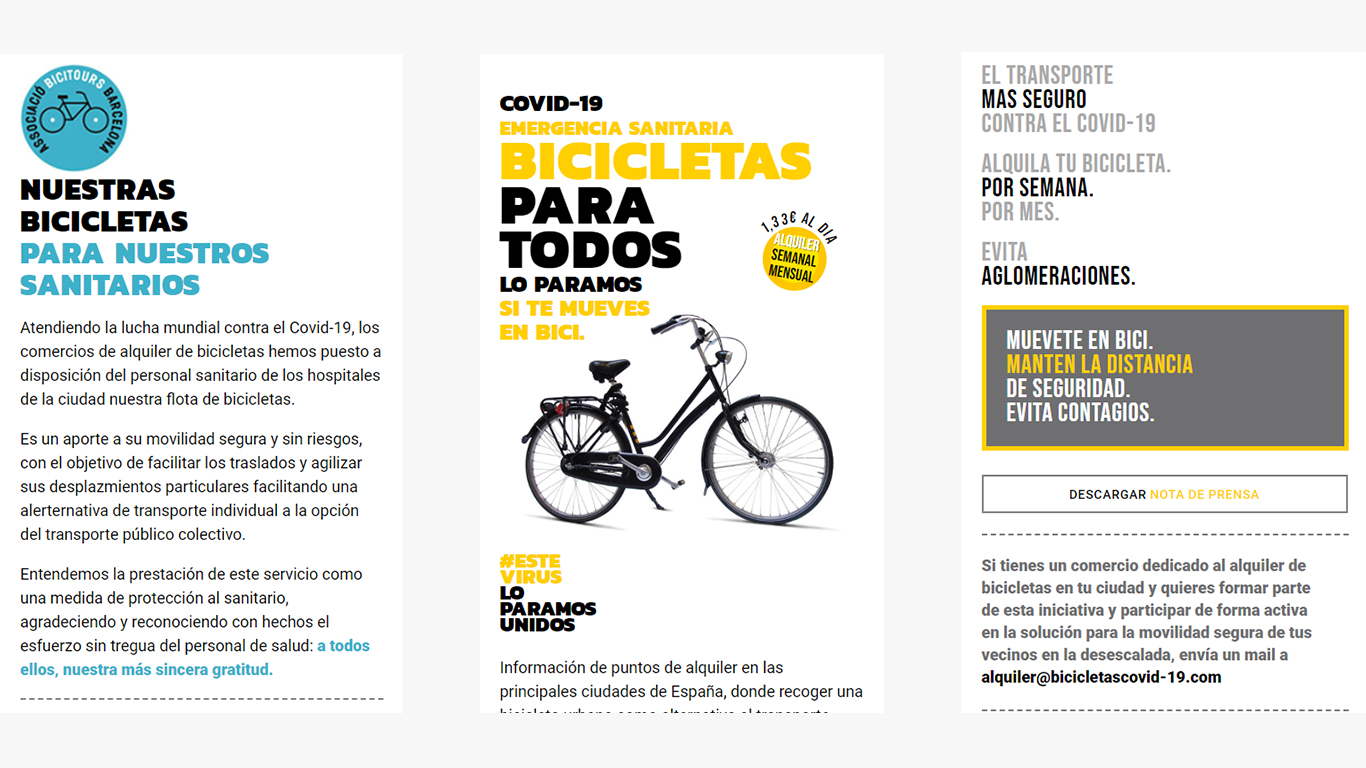 ASSOCIACIÓ BICITOURS BARCELONA
NUESTRAS
BICICLETAS
PARA NUESTROS
SANITARIOS
Atendiendo la lucha mundial contra el Covid-19, los
comercios de alquiler de bicicletas hemos puesto a
disposición del personal sanitario de los hospitales
de la ciudad nuestra flota de bicicletas.
Es un aporte a su movilidad segura y sin riesgos,
con el objetivo de facilitar los traslados y agilizar
sus desplazmientos particulares facilitando una
alerternativa de transporte individual a la opción
del transporte público colectivo.
Entendemos la prestación de este servicio como
una medida de protección al sanitario,
agradeciendo y reconociendo con hechos el
esfuerzo sin tregua del personal de salud: a todos
ellos, nuestra más sincera gratitud.
COVID-19
EMERGENCIA SANITARIA
BICICLETAS
PARA
TODOS
LO PARAMOS
SI TE MUEVES
EN BICI.
1,33€ AL DIA
ALQUILER
SEMANAL
MENSUAL
#ESTE
VIRUS
LO
PARAMOS
UNIDOS
Información de puntos de alquiler en las
principales ciudades de España, donde recoger una
bicicleta urbana como alternativa al transporte
EL TRANSPORTE
MAS SEGURO
CONTRA EL COVID-19
ALQUILA TU BICICLETA.
POR SEMANA.
POR MES.
EVITA
AGLOMERACIONES.
MUEVETE EN BICI.
MANTEN LA DISTANCIA
DE SEGURIDAD.
EVITA CONTAGIOS.
DESCARGAR NOTA DE PRENSA
Si tienes un comercio dedicado al alquiler de
bicicletas en tu ciudad y quieres formar parte
de esta iniciativa y participar de forma activa
en la solución para la movilidad segura de tus
vecinos en la desescalada, envía un mail a
alquiler@bicicletascovid-19.com